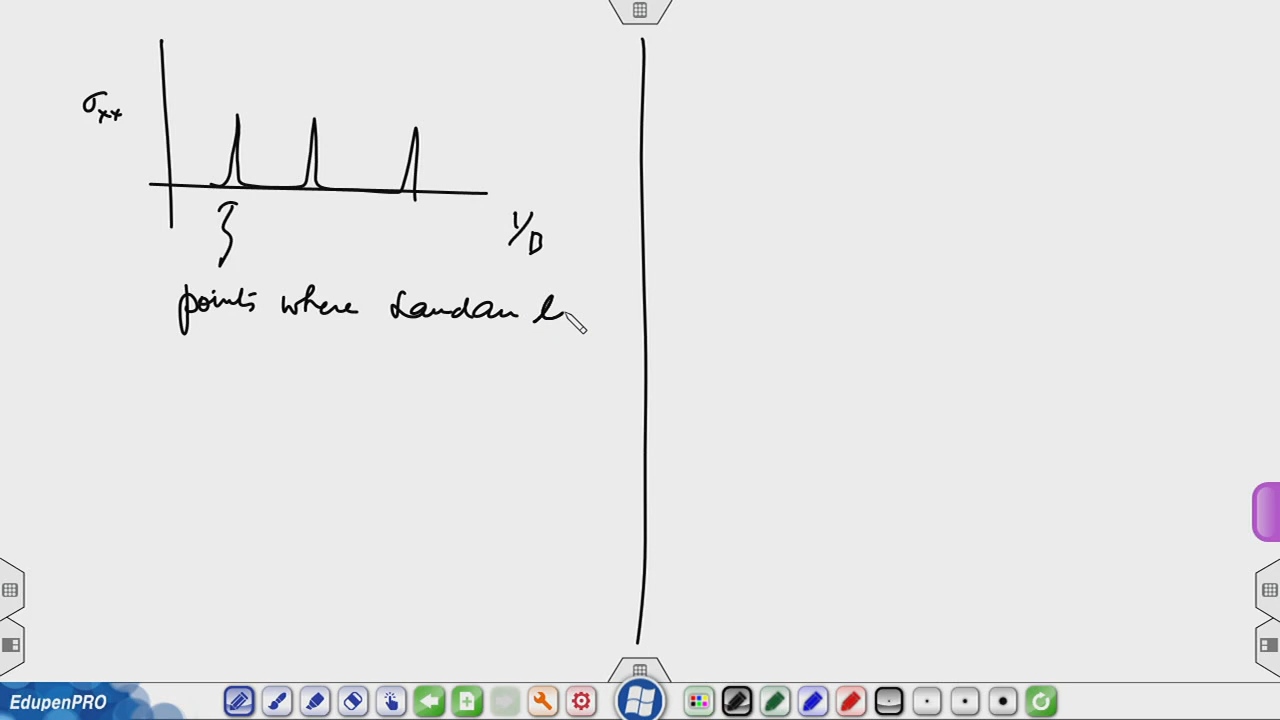 σxx
1/B
points where Landau l
EdupenPRO